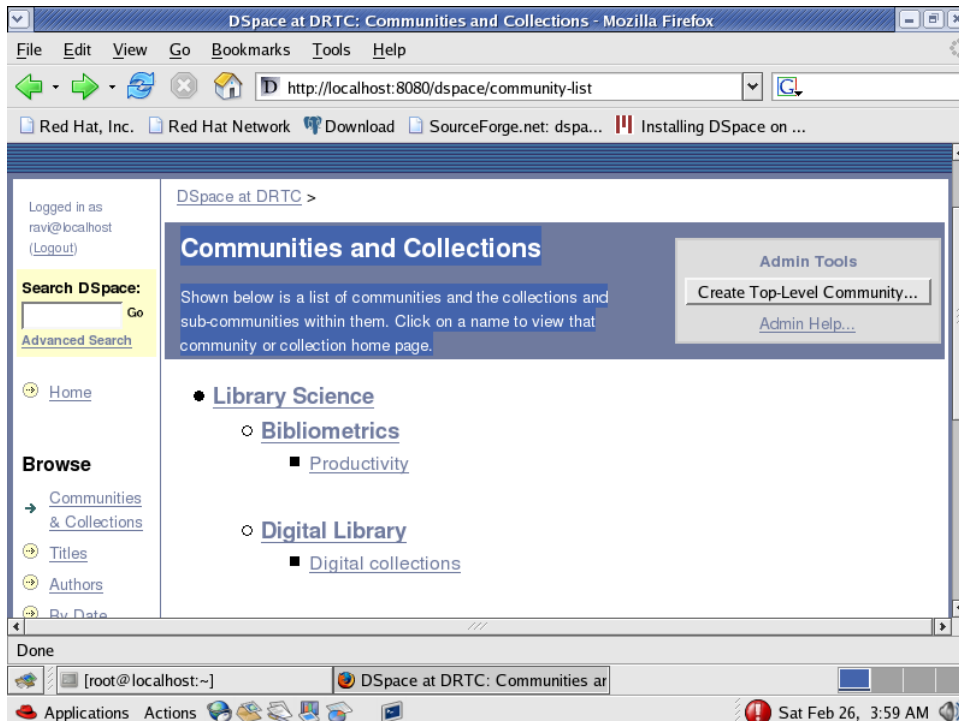 DSpace at DRTC: Communities and Collections - Mozilla Firefox
File Edit View Go Bookmarks Tools Help
http://localhost:8080/dspace/community-list
Red Hat, Inc. Red Hat Network Download SourceForge.net: dspa... Installing DSpace on ...
Logged in as
ravi@localhost
(Logout)
Search DSpace:
Go
Advanced Search
Home
Browse
Communities
& Collections
Titles
Authors
By Date
DSpace at DRTC >
Communities and Collections
Shown below is a list of communities and the collections and
sub-communities within them. Click on a name to view that
community or collection home page.
Admin Tools
Create Top-Level Community...
Admin Help...
Library Science
Bibliometrics
Productivity
Digital Library
Digital collections
Done
[root@localhost:~] DSpace at DRTC: Communities ar
Applications Actions Sat Feb 26, 3:59 AM